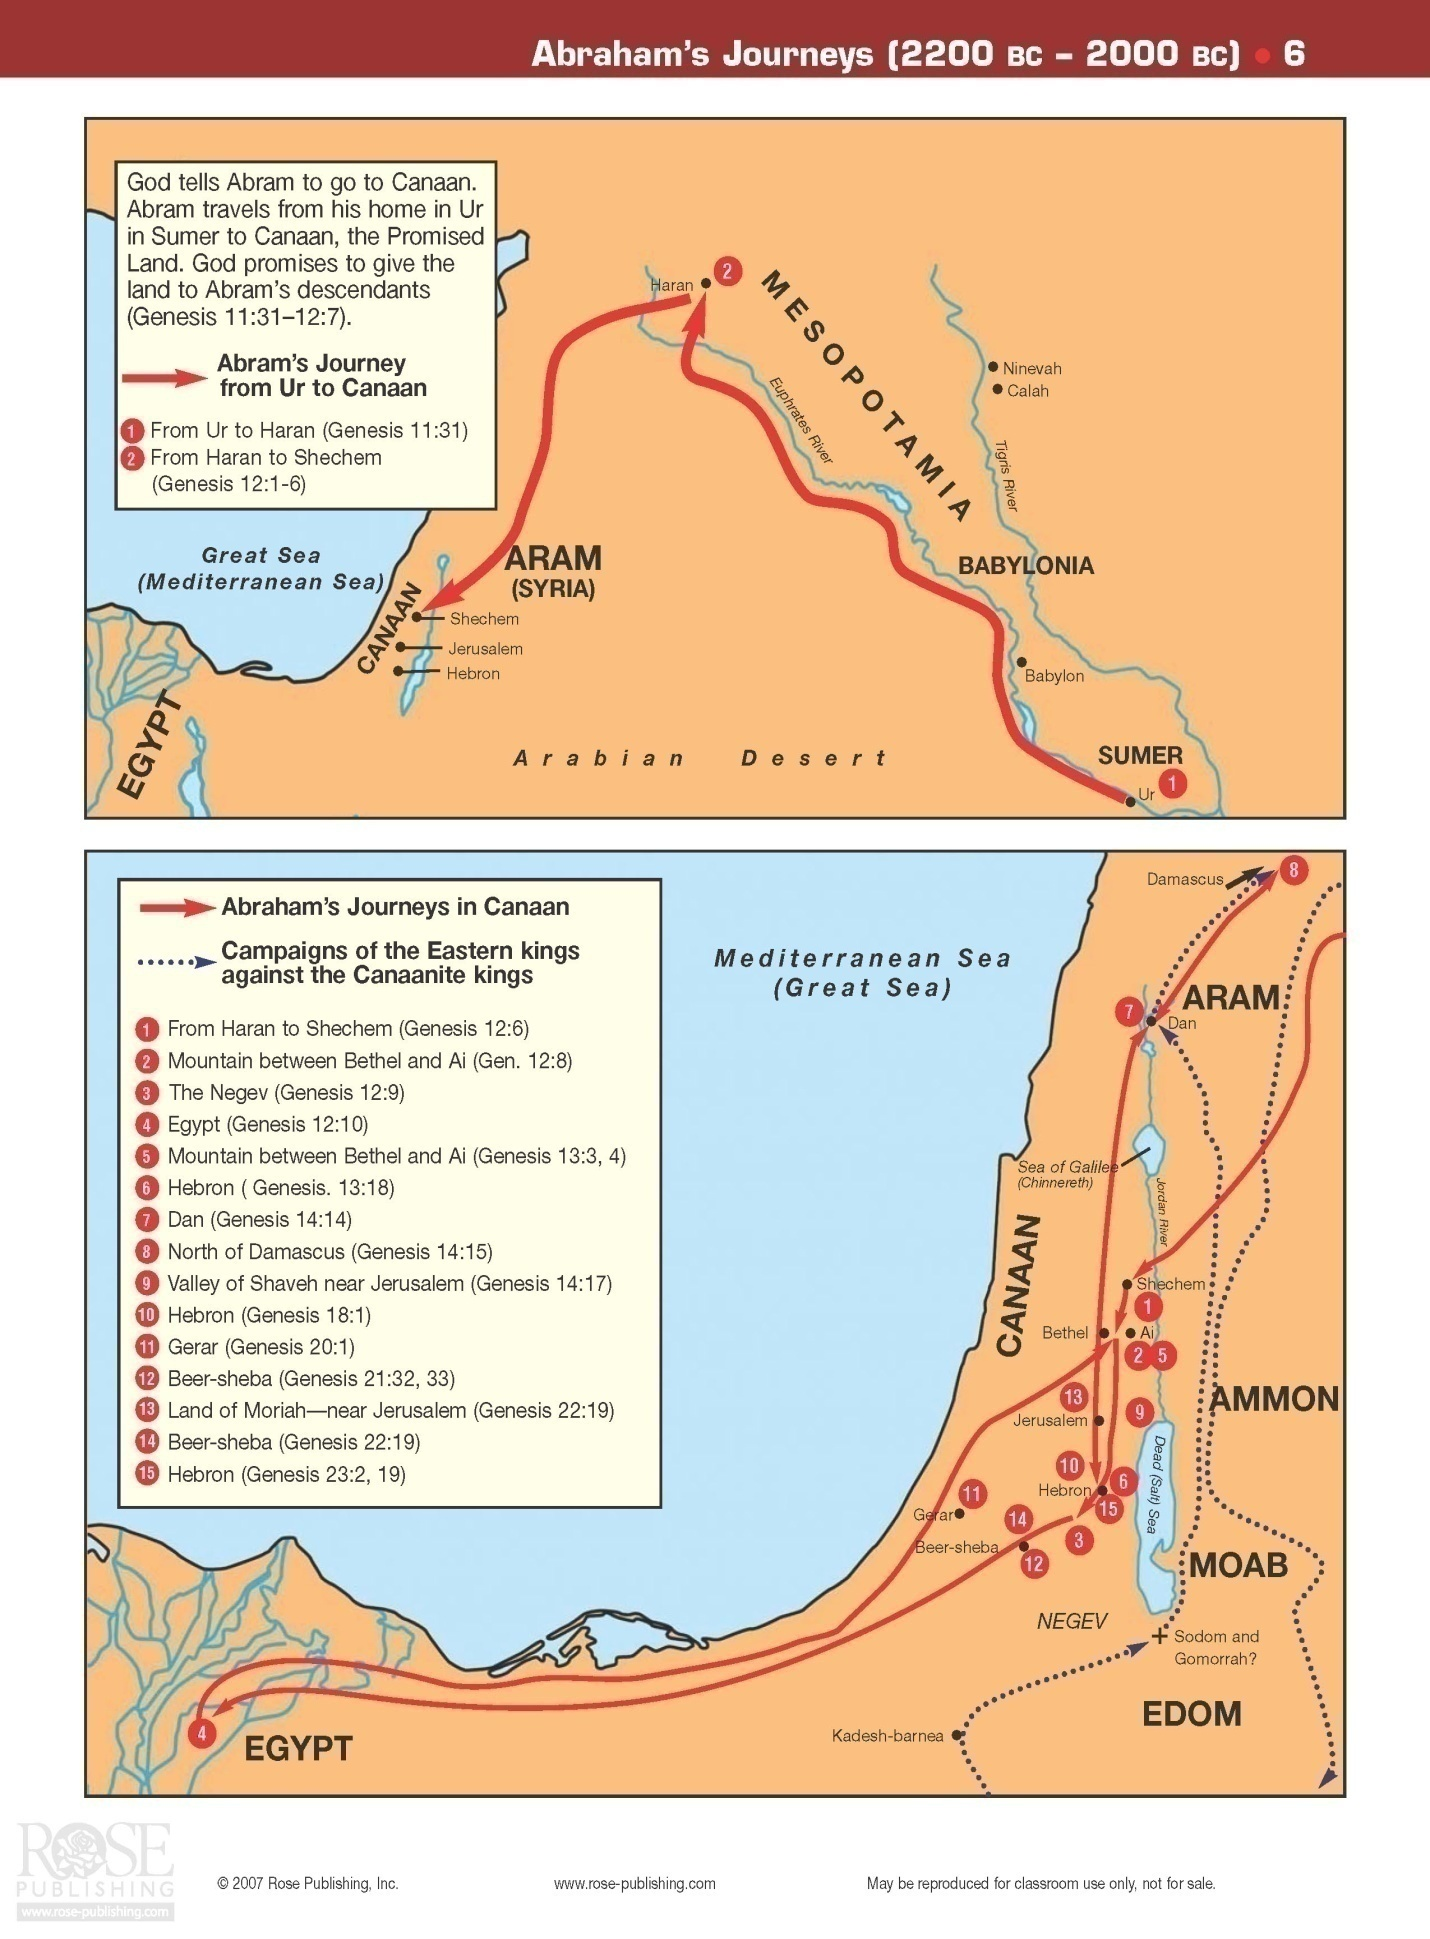 Abraham's Journeys (2200 BC – 2000 BC) • 6
God tells Abram to go to Canaan.
Abram travels from his home in Ur
in Sumer to Canaan, the Promised
Land. God promises to give the
land to Abram's descendants
(Genesis 11:31–12:7).
Abram's Journey
from Ur to Canaan
1 From Ur to Haran (Genesis 11:31)
2 From Haran to Shechem
(Genesis 12:1-6)
Haran
2
MESOPOTAMIA
Euphrates River
Ninevah
Calah
Tigris River
Great Sea
(Mediterranean Sea)
ARAM
(SYRIA)
BABYLONIA
CANAAN
Shechem
Jerusalem
Hebron
Babylon
EGYPT
Arabian Desert
SUMER
1
Ur
Abraham's Journeys in Canaan
Campaigns of the Eastern kings
against the Canaanite kings
1 From Haran to Shechem (Genesis 12:6)
2 Mountain between Bethel and Ai (Gen. 12:8)
3 The Negev (Genesis 12:9)
4 Egypt (Genesis 12:10)
5 Mountain between Bethel and Ai (Genesis 13:3, 4)
6 Hebron ( Genesis. 13:18)
7 Dan (Genesis 14:14)
8 North of Damascus (Genesis 14:15)
9 Valley of Shaveh near Jerusalem (Genesis 14:17)
10 Hebron (Genesis 18:1)
11 Gerar (Genesis 20:1)
12 Beer-sheba (Genesis 21:32, 33)
13 Land of Moriah—near Jerusalem (Genesis 22:19)
14 Beer-sheba (Genesis 22:19)
15 Hebron (Genesis 23:2, 19)
Mediterranean Sea
(Great Sea)
Damascus
8
ARAM
7
Dan
Sea of Galilee
(Chinnereth)
Jordan River
CANAAN
Shechem
1
Bethel
Ai
2 5
AMMON
13
9
Jerusalem
Dead (Salt) Sea
10
6
Hebron
15
11
Gerar
14
3
Beer-sheba
12
MOAB
NEGEV
Sodom and
Gomorrah?
EDOM
Kadesh-barnea
4
EGYPT
ROSE
PUBLISHING
www.rose-publishing.com
© 2007 Rose Publishing, Inc.
www.rose-publishing.com
May be reproduced for classroom use only, not for sale.